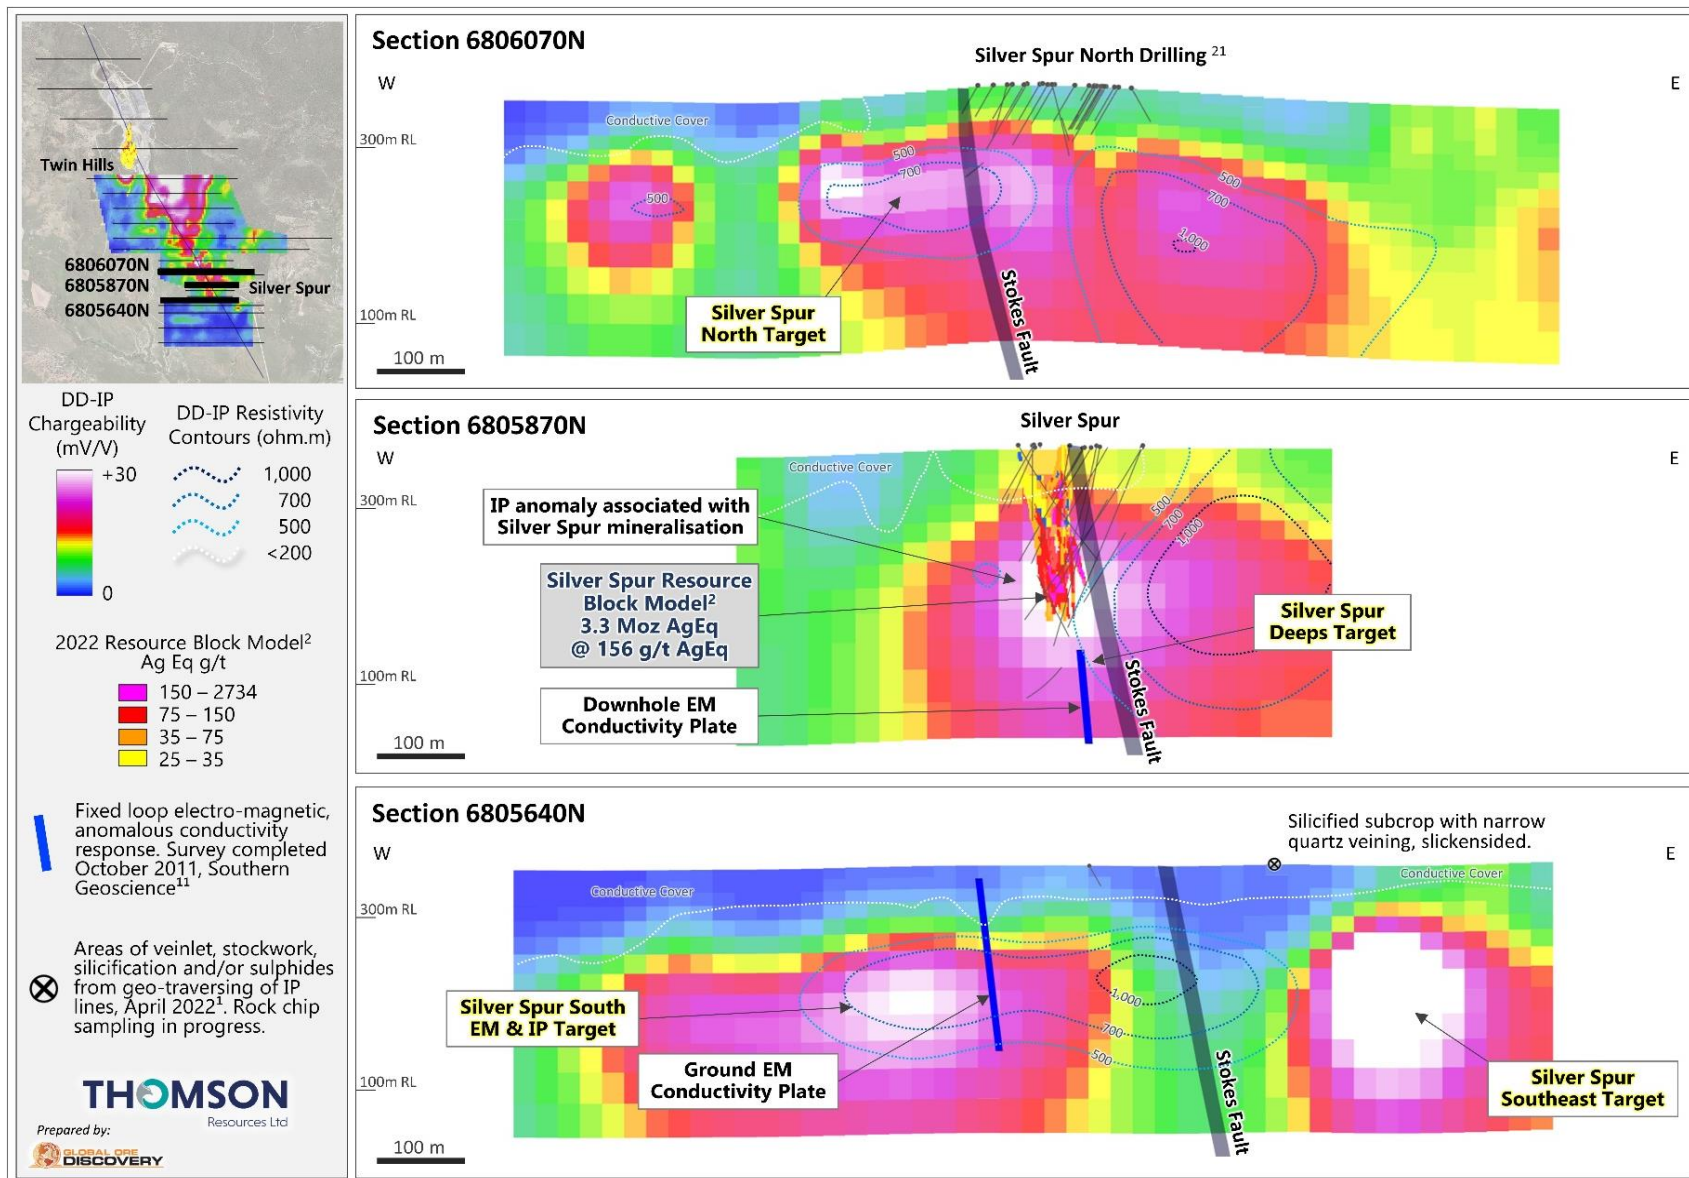 Twin Hills
6806070N
6805870N
Silver Spur
6805640N
DD-IP
Chargeability
(mV/V)
+30
0
DD-IP Resistivity
Contours (ohm.m)
1,000
700
500
<200
2022 Resource Block Model²
Ag Eq g/t
150 – 2734
75 – 150
35 – 75
25 – 35
Fixed loop electro-magnetic,
anomalous conductivity
response. Survey completed
October 2011, Southern
Geoscience¹¹
Areas of veinlet, stockwork,
silicification and/or sulphides
from geo-traversing of IP
lines, April 2022¹. Rock chip
sampling in progress.
THOMSON
Resources Ltd
Prepared by:
GLOBAL ORE
DISCOVERY
Section 6806070N
Silver Spur North Drilling ²¹
W
E
Conductive Cover
300m RL
500
700
500
500
700
1,000
Silver Spur
North Target
Stokes Fault
100m RL
100 m
Section 6805870N
Silver Spur
W
E
Conductive Cover
300m RL
IP anomaly associated with
Silver Spur mineralisation
500
700
1,000
Silver Spur Resource
Block Model²
3.3 Moz AgEq
@ 156 g/t AgEq
Silver Spur
Deeps Target
100m RL
Downhole EM
Conductivity Plate
Stokes Fault
100 m
Section 6805640N
Silicified subcrop with narrow
quartz veining, slickensided.
W
E
Conductive Cover
Conductive Cover
300m RL
1,000
700
500
Silver Spur South
EM & IP Target
Ground EM
Conductivity Plate
Stokes Fault
Silver Spur
Southeast Target
100m RL
100 m